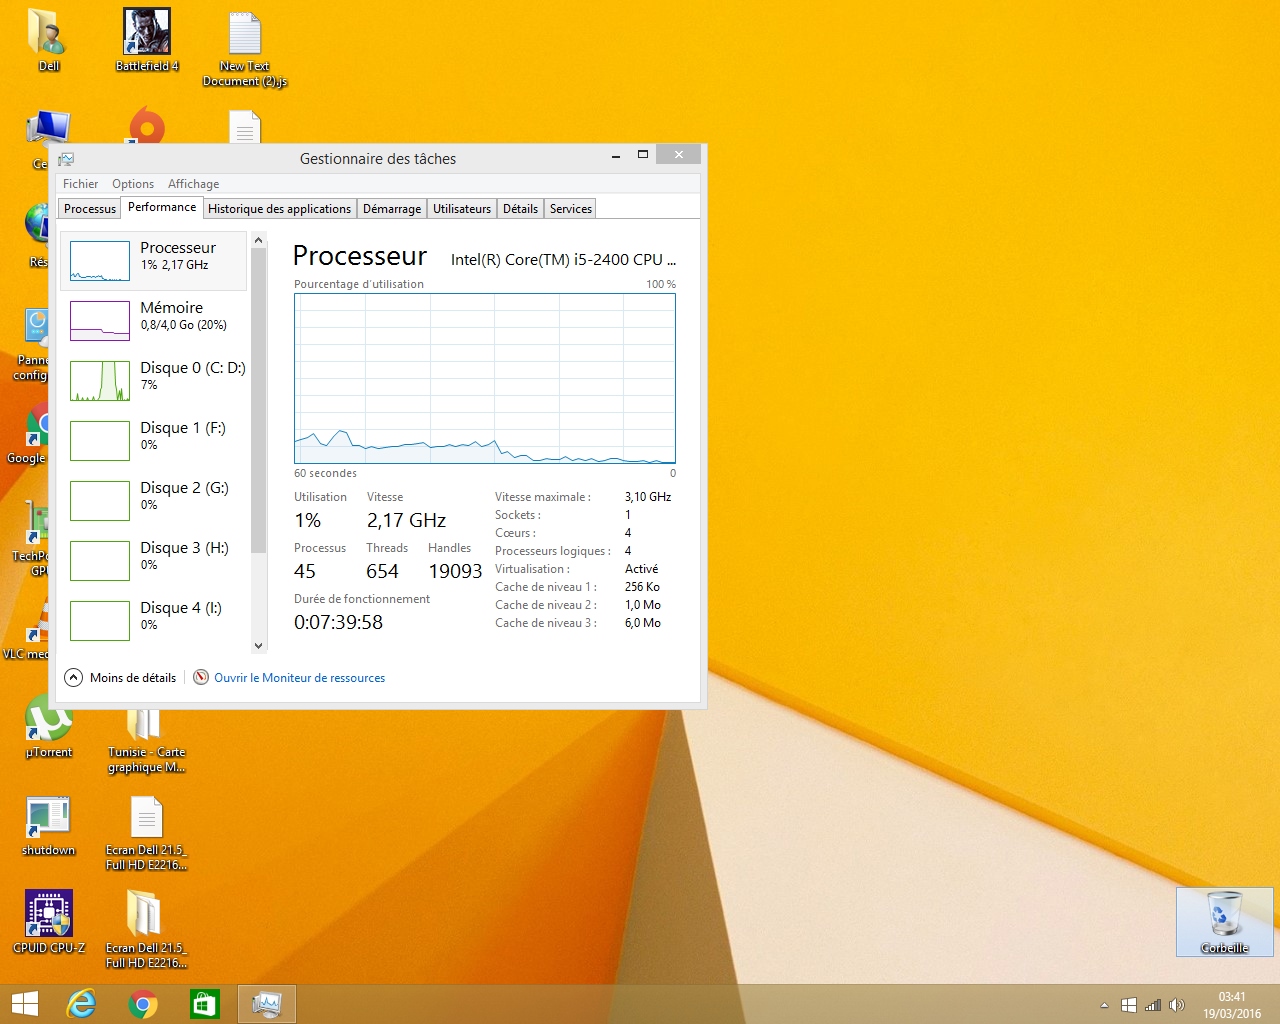 Dell
Battlefield 4
New Text
Document (2).js
Ce
Rés
Panne
config
Google
TechPo
GPU
VLC med
µTorrent
Tunisie - Carte
graphique M...
shutdown
Ecran Dell 21.5_
Full HD E2216...
CPUID CPU-Z
Ecran Dell 21.5_
Full HD E2216...
Corbeille
Gestionnaire des tâches
Fichier Options Affichage
Processus Performance Historique des applications Démarrage Utilisateurs Détails Services
Processeur
1% 2,17 GHz
Mémoire
0,8/4,0 Go (20%)
Disque 0 (C: D:)
7%
Disque 1 (F:)
0%
Disque 2 (G:)
0%
Disque 3 (H:)
0%
Disque 4 (I:)
0%
Processeur Intel(R) Core(TM) i5-2400 CPU ...
Pourcentage d'utilisation 100 %
60 secondes 0
Utilisation Vitesse
1% 2,17 GHz
Processus Threads Handles
45 654 19093
Durée de fonctionnement
0:07:39:58
Vitesse maximale : 3,10 GHz
Sockets : 1
Cœurs : 4
Processeurs logiques : 4
Virtualisation : Activé
Cache de niveau 1 : 256 Ko
Cache de niveau 2 : 1,0 Mo
Cache de niveau 3 : 6,0 Mo
Moins de détails Ouvrir le Moniteur de ressources
03:41
19/03/2016